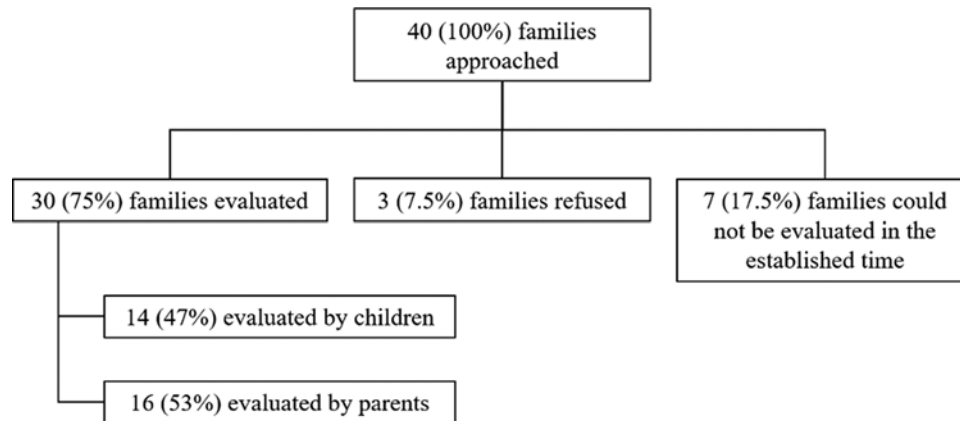 40 (100%) families
approached
30 (75%) families evaluated
3 (7.5%) families refused
7 (17.5%) families could
not be evaluated in the
established time
14 (47%) evaluated by children
16 (53%) evaluated by parents